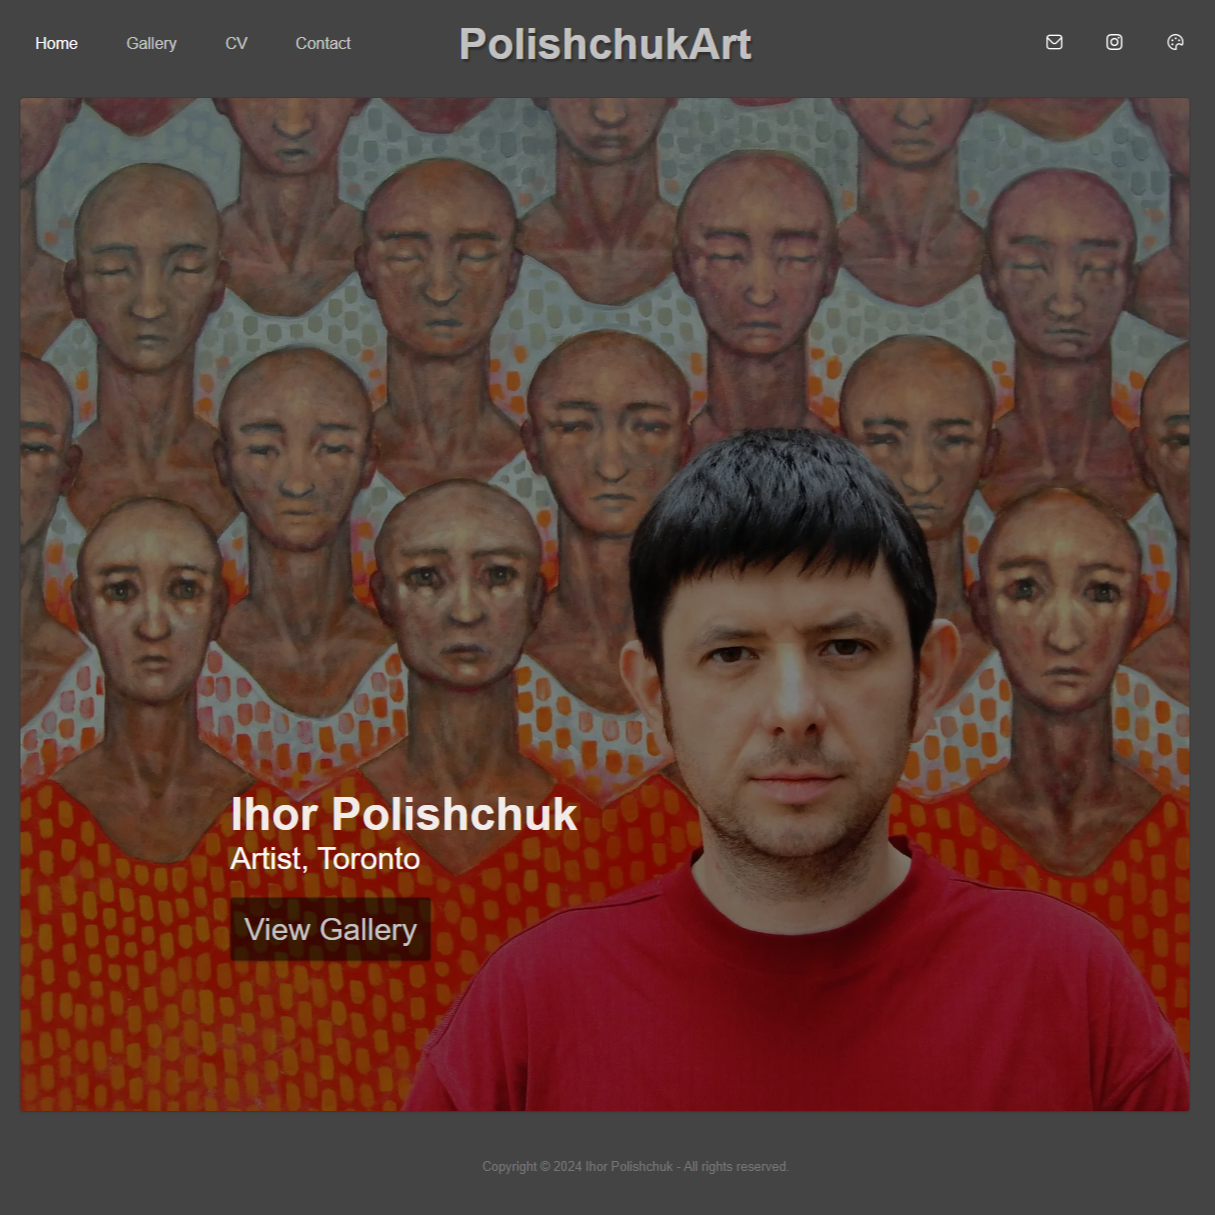 Home
Gallery
CV
Contact
PolishchukArt
Ihor Polishchuk
Artist, Toronto
View Gallery
Copyright © 2024 Ihor Polishchuk - All rights reserved.